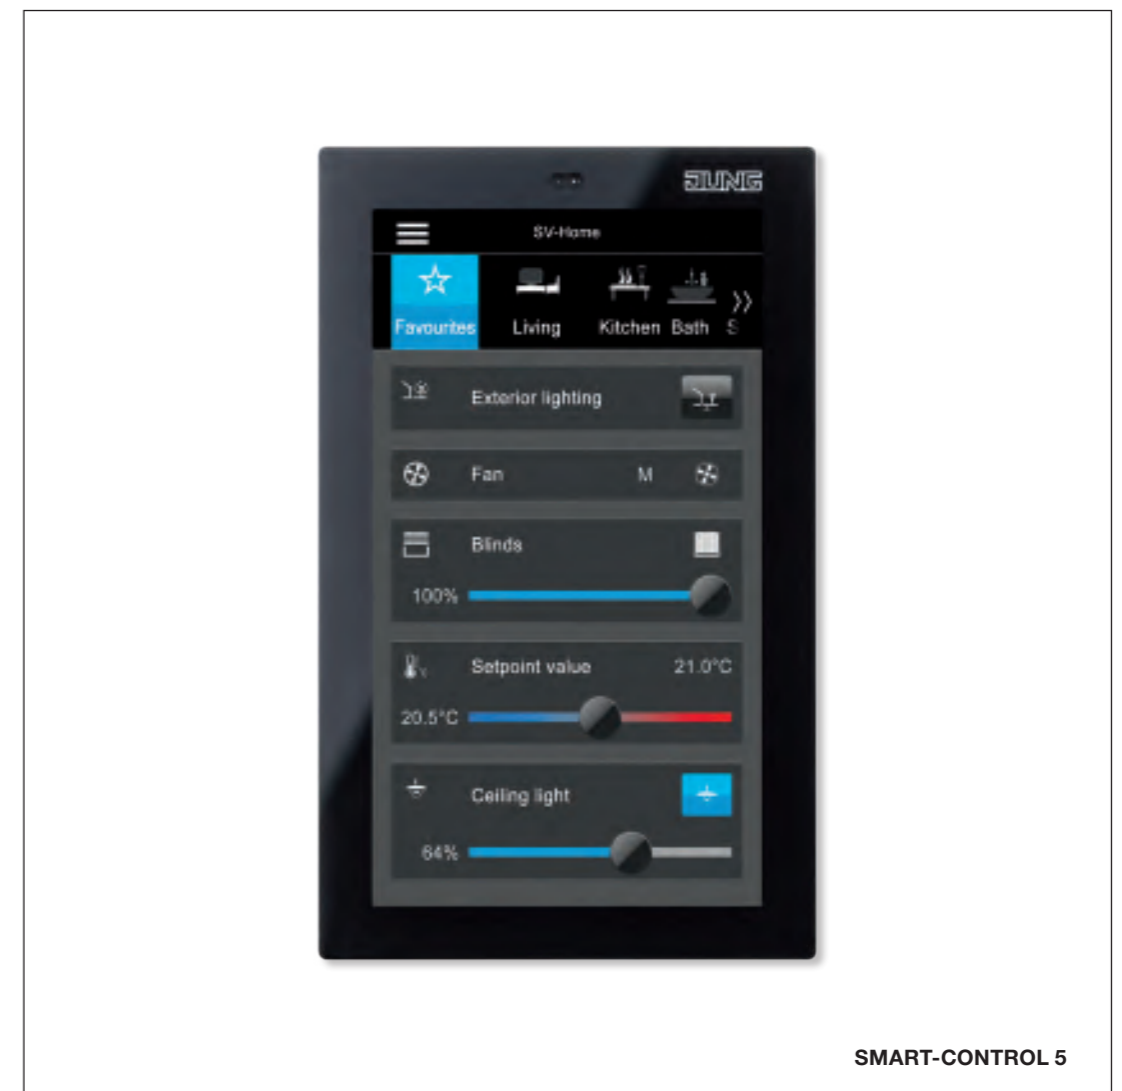 JUNG
SV-Home
Favourites Living Kitchen Bath S
Exterior lighting
Fan M
Blinds
100%
Setpoint value 21.0°C
20.5°C
Ceiling light
64%
SMART-CONTROL 5